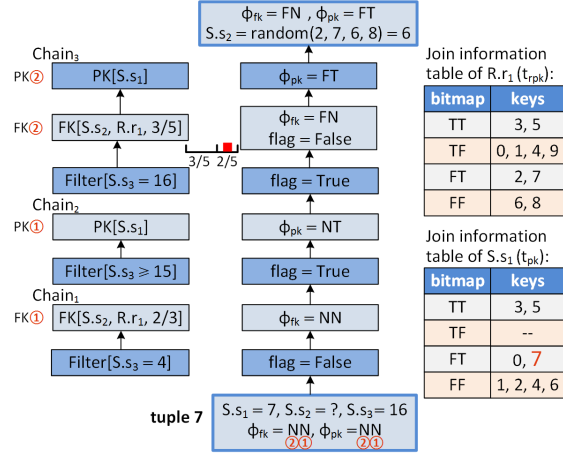 Chain₃
PK②
PK[S.s₁]
FK②
FK[S.s₂, R.r₁, 3/5]
Filter[S.s₃ = 16]
Chain₂
PK①
PK[S.s₁]
Filter[S.s₃ ⩾ 15]
Chain₁
FK①
FK[S.s₂, R.r₁, 2/3]
Filter[S.s₃ = 4]
ϕfk = FN , ϕpk = FT
S.s₂ = random(2, 7, 6, 8) = 6
ϕpk = FT
ϕfk = FN
flag = False
3/5 2/5
flag = True
ϕpk = NT
flag = True
ϕfk = NN
flag = False
tuple 7
S.s₁ = 7, S.s₂ = ?, S.s₃= 16
ϕfk = NN, ϕpk = NN
②① ②①
Join information
table of R.r₁ (trpk):
bitmap keys
TT 3, 5
TF 0, 1, 4, 9
FT 2, 7
FF 6, 8
Join information
table of S.s₁ (tpk):
bitmap keys
TT 3, 5
TF --
FT 0, 7
FF 1, 2, 4, 6